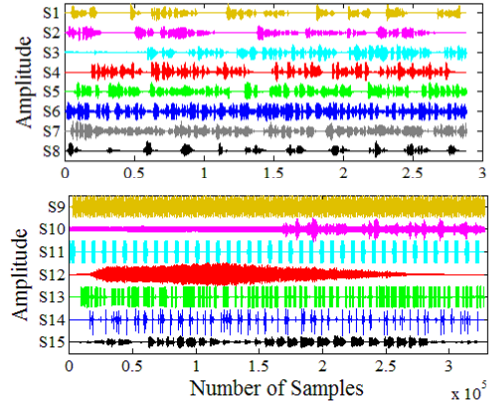 Amplitude
S1
S2
S3
S4
S5
S6
S7
S8
0 0.5 1 1.5 2 2.5 3
Amplitude
S9
S10
S11
S12
S13
S14
S15
0 0.5 1 1.5 2 2.5 3
x 10^5
Number of Samples